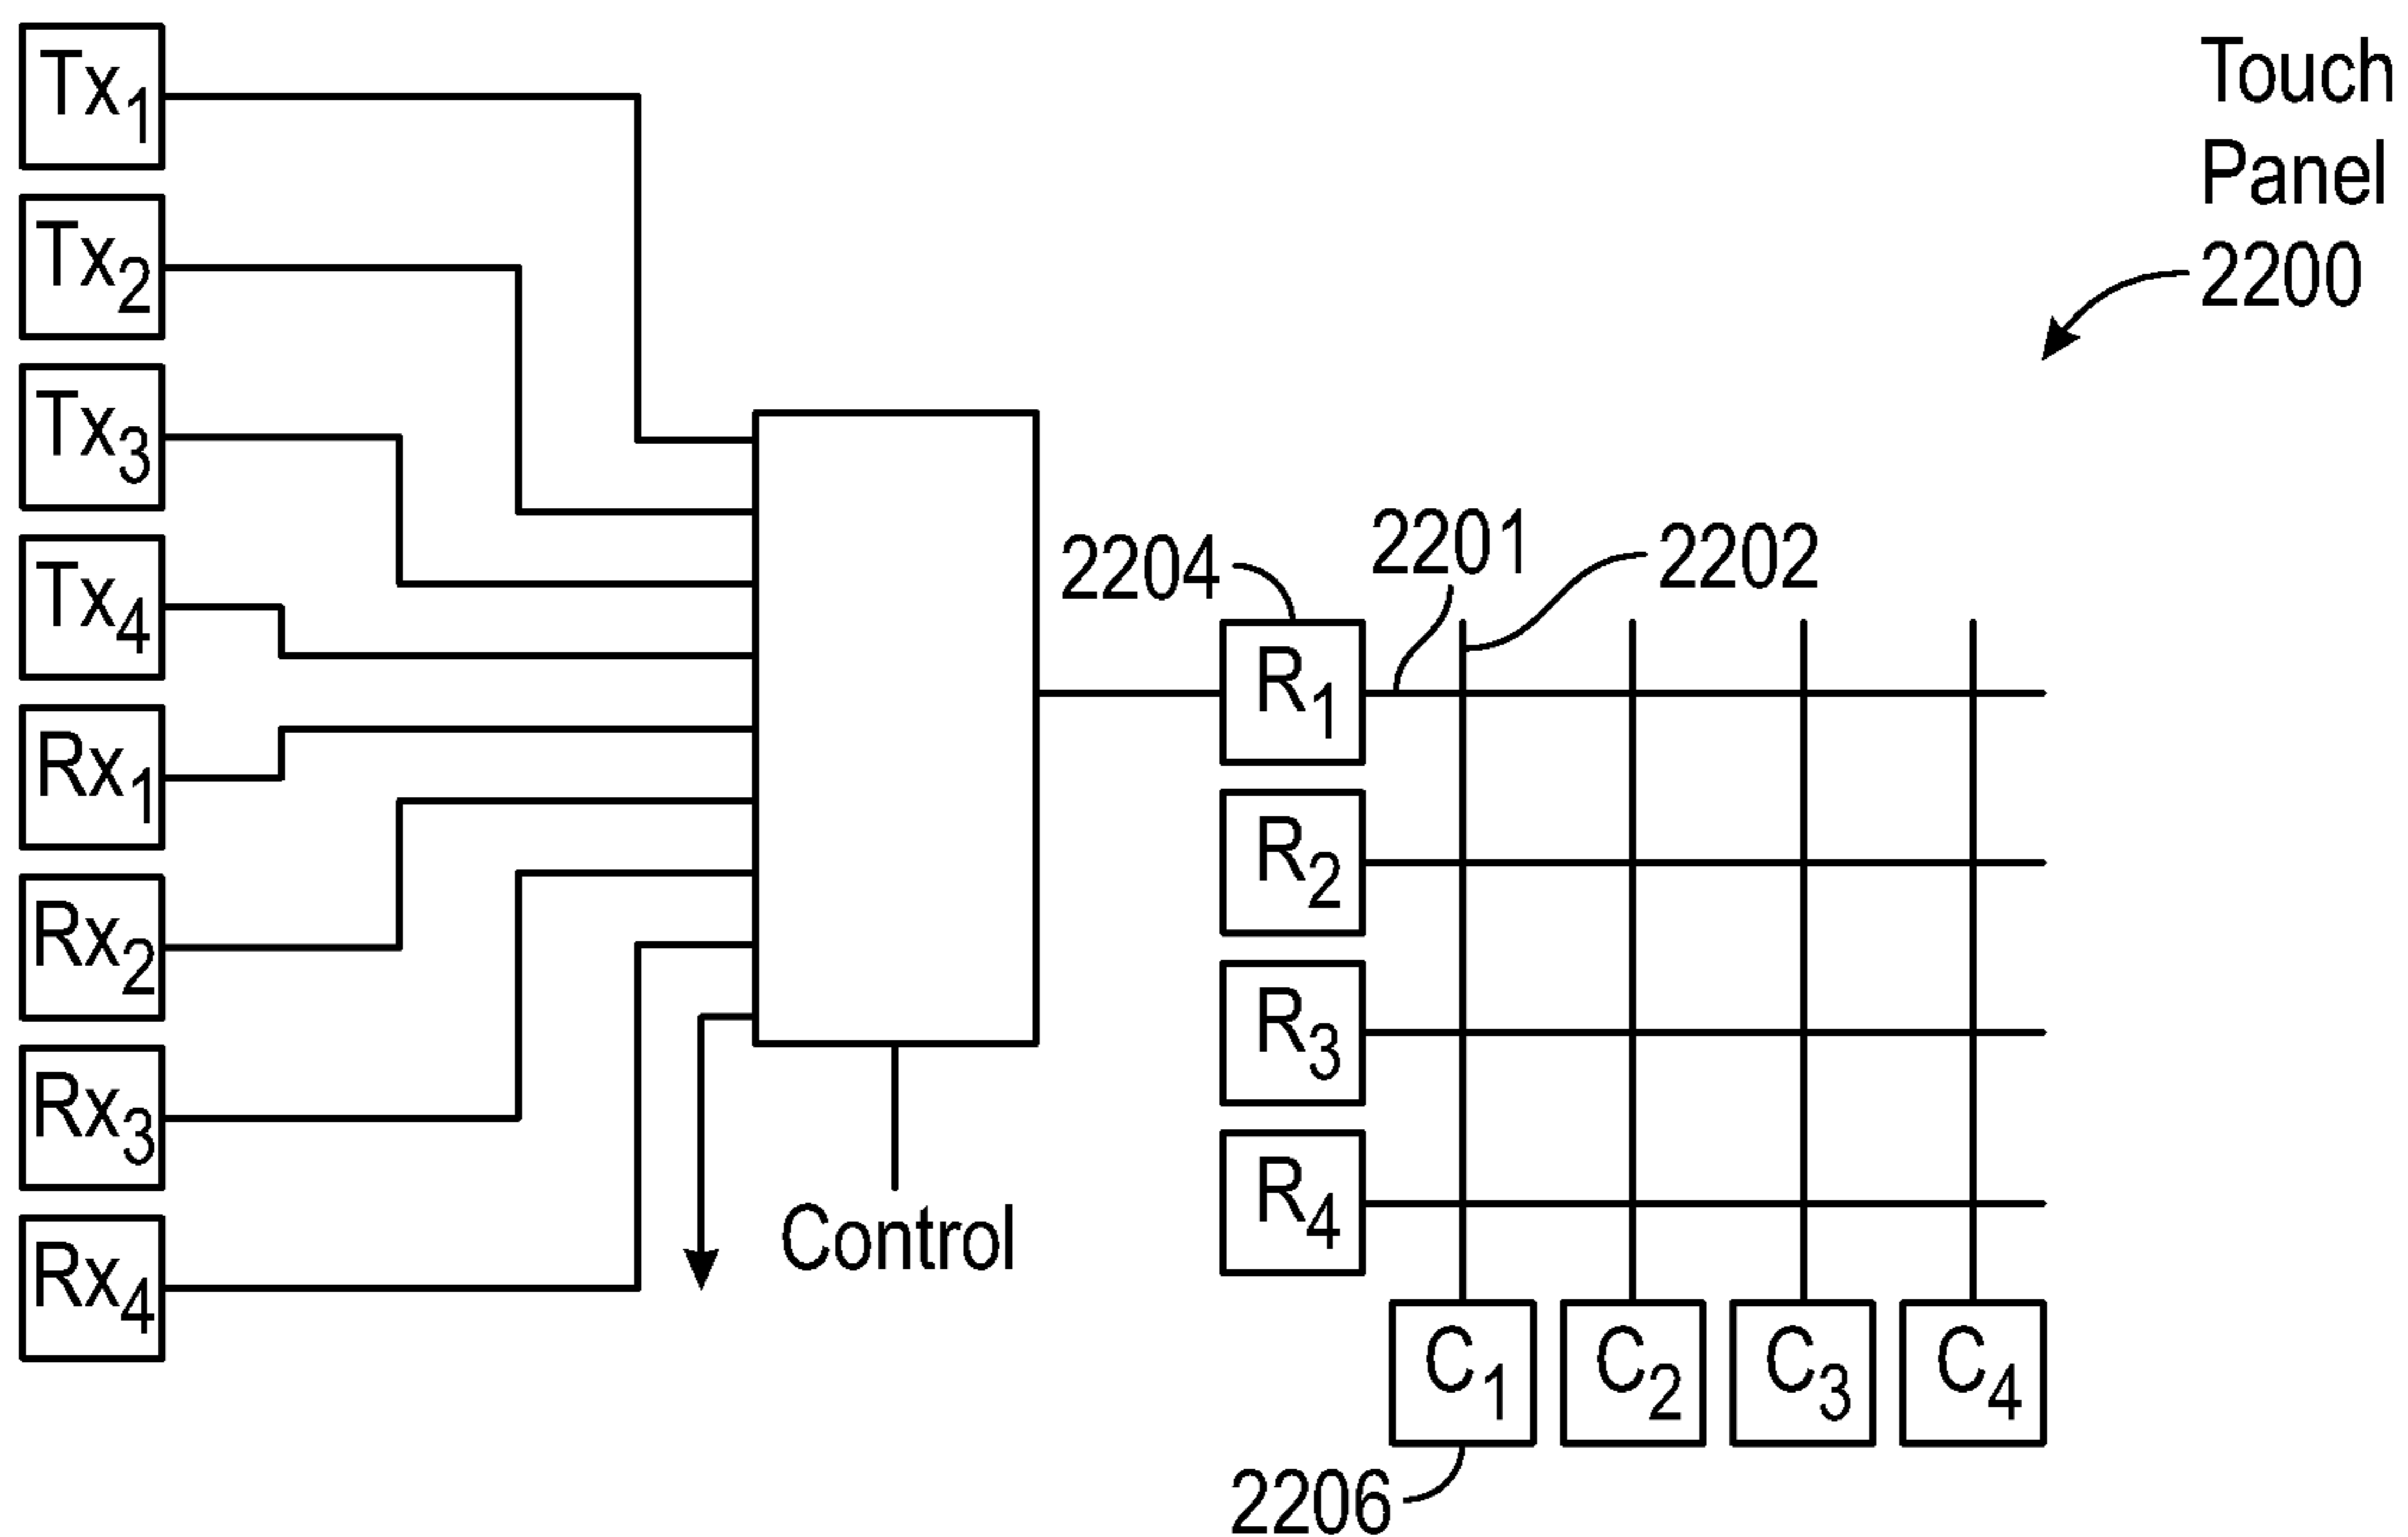 Tx1
Tx2
Tx3
Tx4
Rx1
Rx2
Rx3
Rx4
Control
Touch
Panel
2200
2204
2201
2202
R1
R2
R3
R4
C1 C2 C3 C4
2206